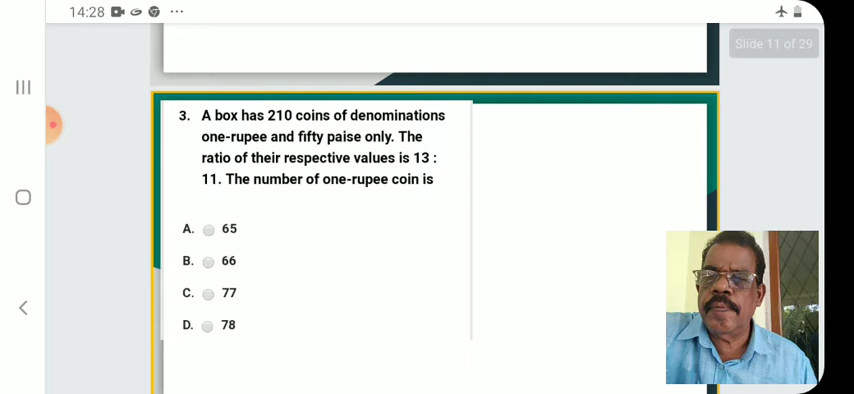 14:28
Slide 11 of 29
3. A box has 210 coins of denominations
one-rupee and fifty paise only. The
ratio of their respective values is 13 :
11. The number of one-rupee coin is
A. 65
B. 66
C. 77
D. 78